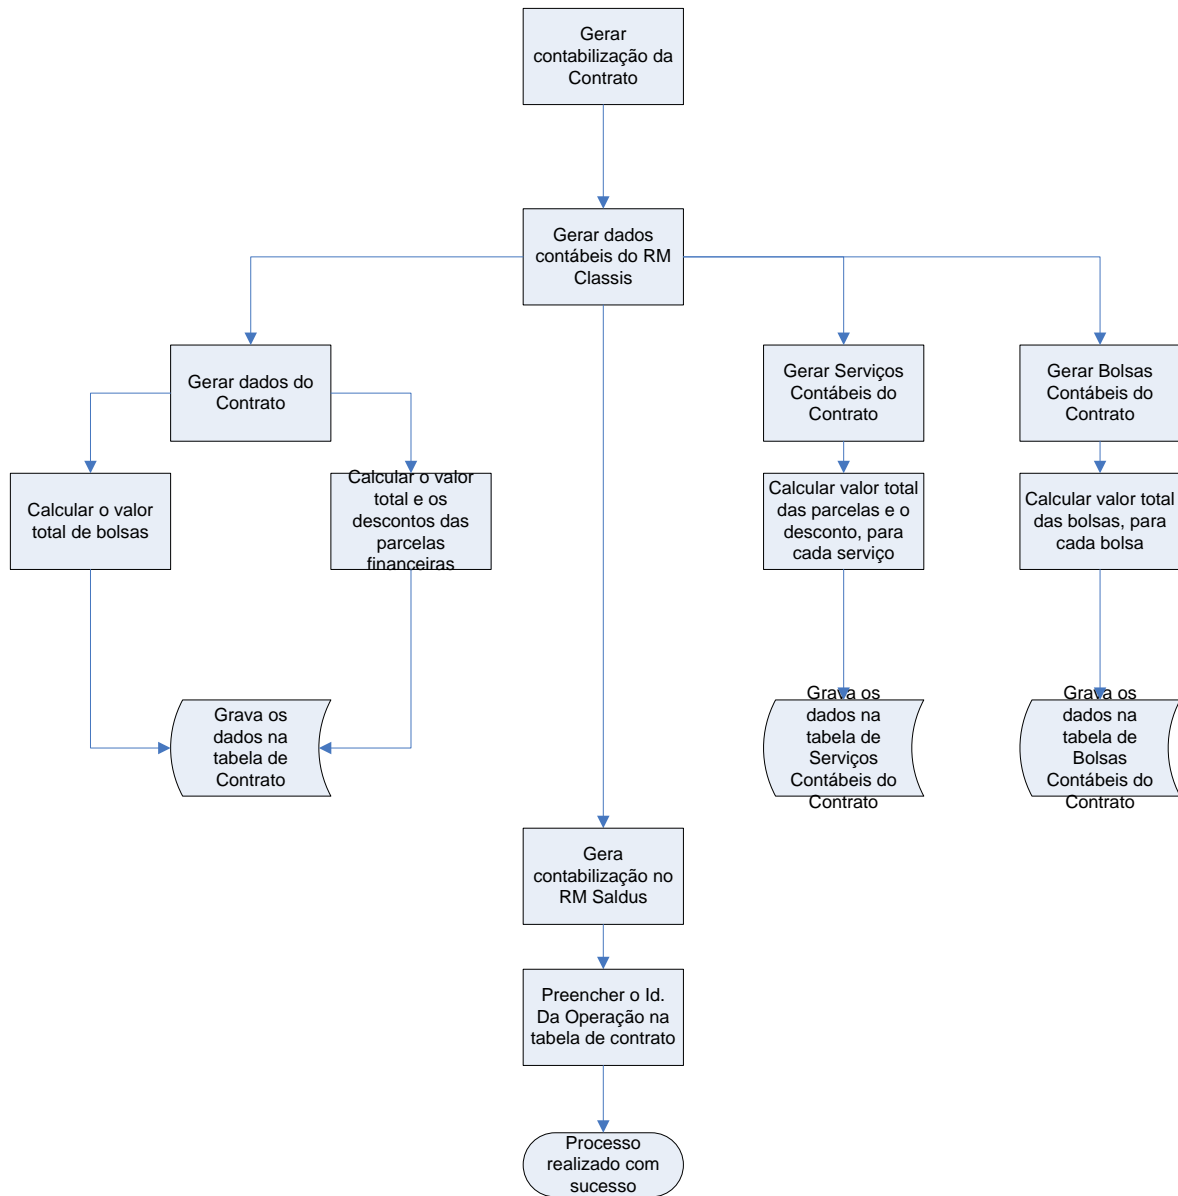 Gerar
contabilização da
Contrato
Gerar dados
contábeis do RM
Classis
Gerar dados do
Contrato
Gerar Serviços
Contábeis do
Contrato
Gerar Bolsas
Contábeis do
Contrato
Calcular o valor
total de bolsas
Calcular o valor
total e os
descontos das
parcelas
financeiras
Calcular valor total
das parcelas e o
desconto, para
cada serviço
Calcular valor total
das bolsas, para
cada bolsa
Grava os
dados na
tabela de
Contrato
Grava os
dados na
tabela de
Serviços
Contábeis do
Contrato
Grava os
dados na
tabela de
Bolsas
Contábeis do
Contrato
Gera
contabilização no
RM Saldus
Preencher o Id.
Da Operação na
tabela de contrato
Processo
realizado com
sucesso